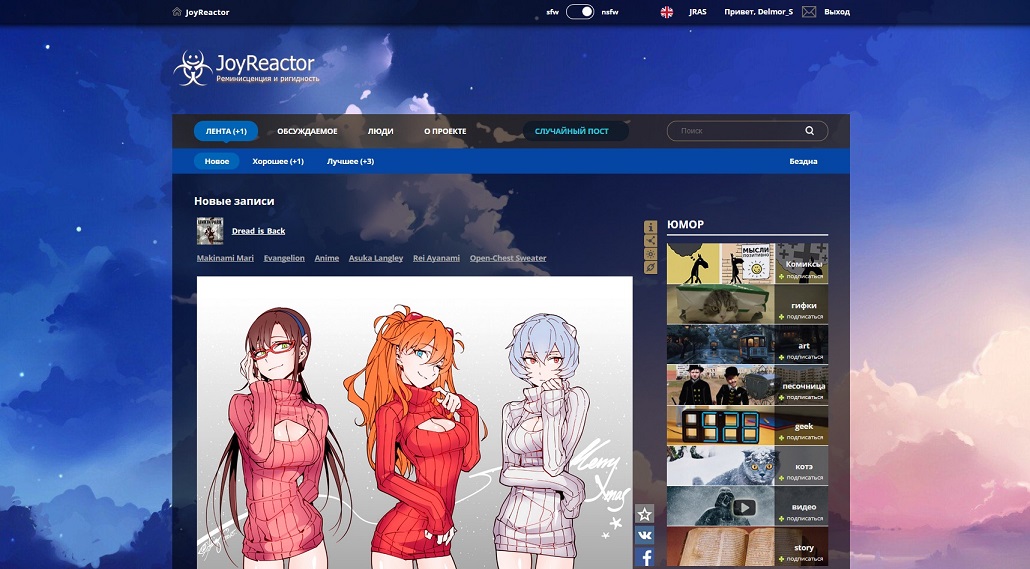 JoyReactor
sfw
nsfw
JRAS
Привет, Delmor_S
Выход
JoyReactor
Реминисценция и ригидность
ЛЕНТА (+1)
ОБСУЖДАЕМОЕ
ЛЮДИ
О ПРОЕКТЕ
СЛУЧАЙНЫЙ ПОСТ
Поиск
Новое
Хорошее (+1)
Лучшее (+3)
Бездна
Новые записи
Dread_is_Back
Makinami Mari
Evangelion
Anime
Asuka Langley
Rei Ayanami
Open-Chest Sweater
Merry
Xmas
ЮМОР
МЫСЛИ
ПОЗИТИВНО
Комиксы
подписаться
гифки
подписаться
art
подписаться
песочница
подписаться
geek
подписаться
котэ
подписаться
видео
подписаться
story
подписаться